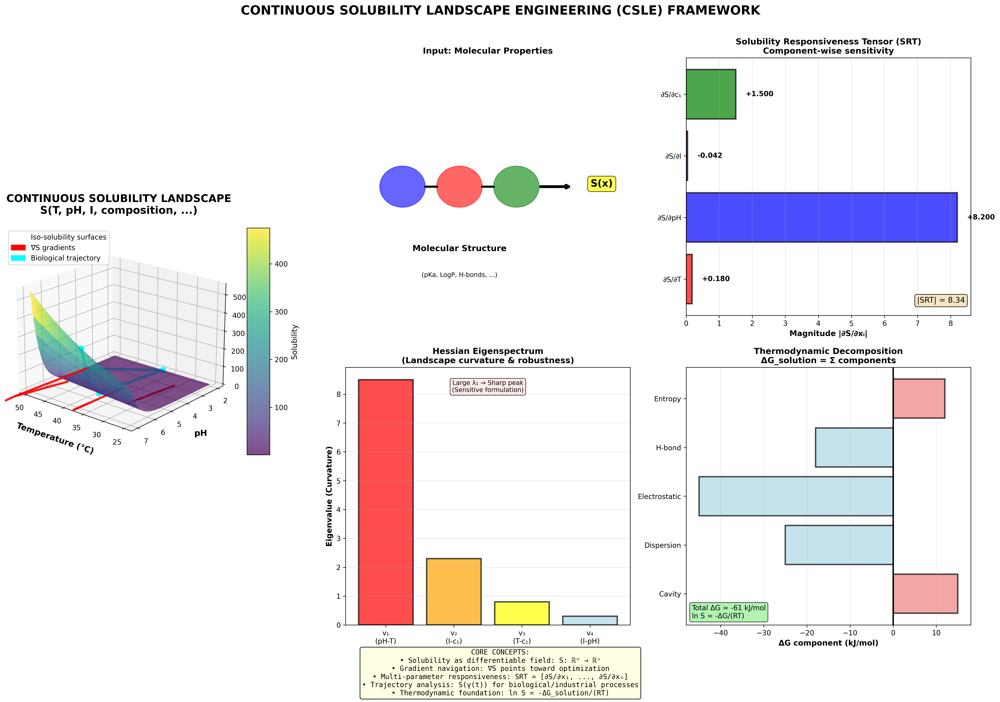 CONTINUOUS SOLUBILITY LANDSCAPE ENGINEERING (CSLE) FRAMEWORK
CONTINUOUS SOLUBILITY LANDSCAPE
S(T, pH, I, composition, ...)
Iso-solubility surfaces
∇S gradients
Biological trajectory
500
400
300
200
100
0
50
45
40
35
30
25
Temperature (°C)
7
6
5
4
3
2
pH
400
300
200
100
Solubility
Input: Molecular Properties
S(x)
Molecular Structure
(pKa, LogP, H-bonds, ...)
Solubility Responsiveness Tensor (SRT)
Component-wise sensitivity
∂S/∂c₁
+1.500
∂S/∂I
-0.042
∂S/∂pH
+8.200
∂S/∂T
+0.180
|SRT| = 8.34
0 1 2 3 4 5 6 7 8
Magnitude |∂S/∂xᵢ|
Hessian Eigenspectrum
(Landscape curvature & robustness)
Large λ₁ → Sharp peak
(Sensitive formulation)
8
7
6
5
4
3
2
1
0
Eigenvalue (Curvature)
v₁ v₂ v₃ v₄
(pH-T) (I-c₁) (T-c₁) (I-pH)
Thermodynamic Decomposition
ΔG_solution = Σ components
Entropy
H-bond
Electrostatic
Dispersion
Cavity
Total ΔG = -61 kJ/mol
ln S = -ΔG/(RT)
−40 −30 −20 −10 0 10
ΔG component (kJ/mol)
CORE CONCEPTS:
• Solubility as differentiable field: S: ℝⁿ → ℝ⁺
• Gradient navigation: ∇S points toward optimization
• Multi-parameter responsiveness: SRT = [∂S/∂x₁, ..., ∂S/∂xₙ]
• Trajectory analysis: S(γ(t)) for biological/industrial processes
• Thermodynamic foundation: ln S = -ΔG_solution/(RT)